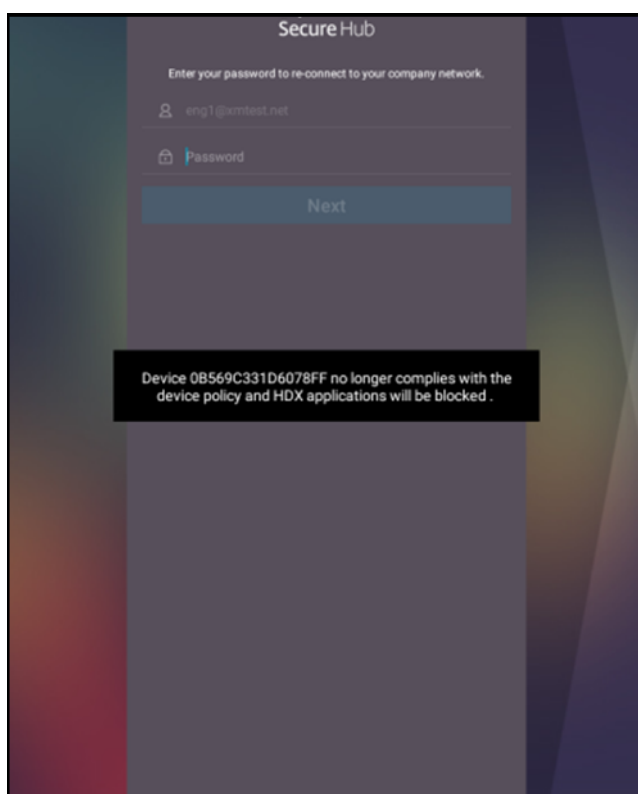 Secure Hub
Enter your password to re-connect to your company network.
eng1@xmtest.net
Password
Next
Device 0B569C331D6078FF no longer complies with the
device policy and HDX applications will be blocked .